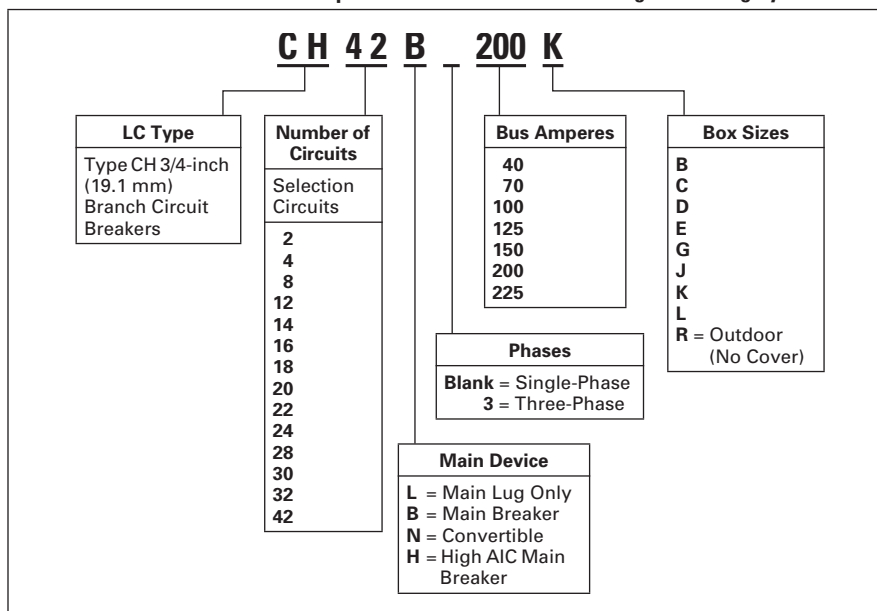 CH 42 B _ 200 K
LC Type
Type CH 3/4-inch
(19.1 mm)
Branch Circuit
Breakers
Number of
Circuits
Selection
Circuits
2
4
8
12
14
16
18
20
22
24
28
30
32
42
Bus Amperes
40
70
100
125
150
200
225
Box Sizes
B
C
D
E
G
J
K
L
R = Outdoor
(No Cover)
Phases
Blank = Single-Phase
3 = Three-Phase
Main Device
L = Main Lug Only
B = Main Breaker
N = Convertible
H = High AIC Main
Breaker